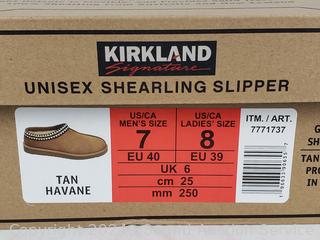 KIRKLAND
Signature
UNISEX SHEARLING SLIPPER
US/CA
MEN'S SIZE
7
EU 40
US/CA
LADIES' SIZE
8
EU 39
UK 6
cm 25
mm 250
ITM. / ART.
7771737
TAN
HAVANE